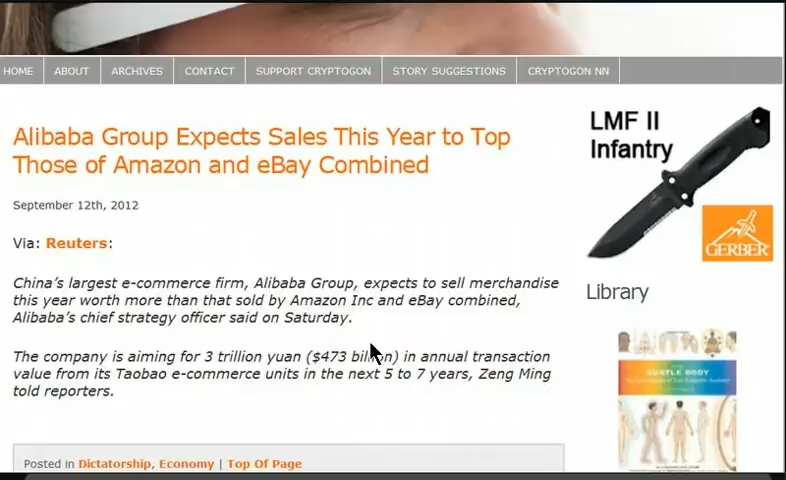 HOME ABOUT ARCHIVES CONTACT SUPPORT CRYPTOGON STORY SUGGESTIONS CRYPTOGON NN
Alibaba Group Expects Sales This Year to Top
Those of Amazon and eBay Combined
September 12th, 2012
Via: Reuters:
China's largest e-commerce firm, Alibaba Group, expects to sell merchandise
this year worth more than that sold by Amazon Inc and eBay combined,
Alibaba's chief strategy officer said on Saturday.
The company is aiming for 3 trillion yuan ($473 billion) in annual transaction
value from its Taobao e-commerce units in the next 5 to 7 years, Zeng Ming
told reporters.
Posted in Dictatorship, Economy | Top Of Page
LMF II
Infantry
GERBER
Library
SUBTLE BODY